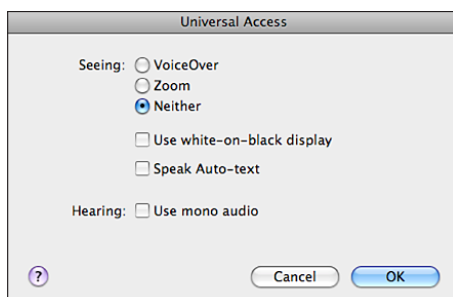 Universal Access
Seeing: VoiceOver
Zoom
Neither
Use white-on-black display
Speak Auto-text
Hearing: Use mono audio
? Cancel OK